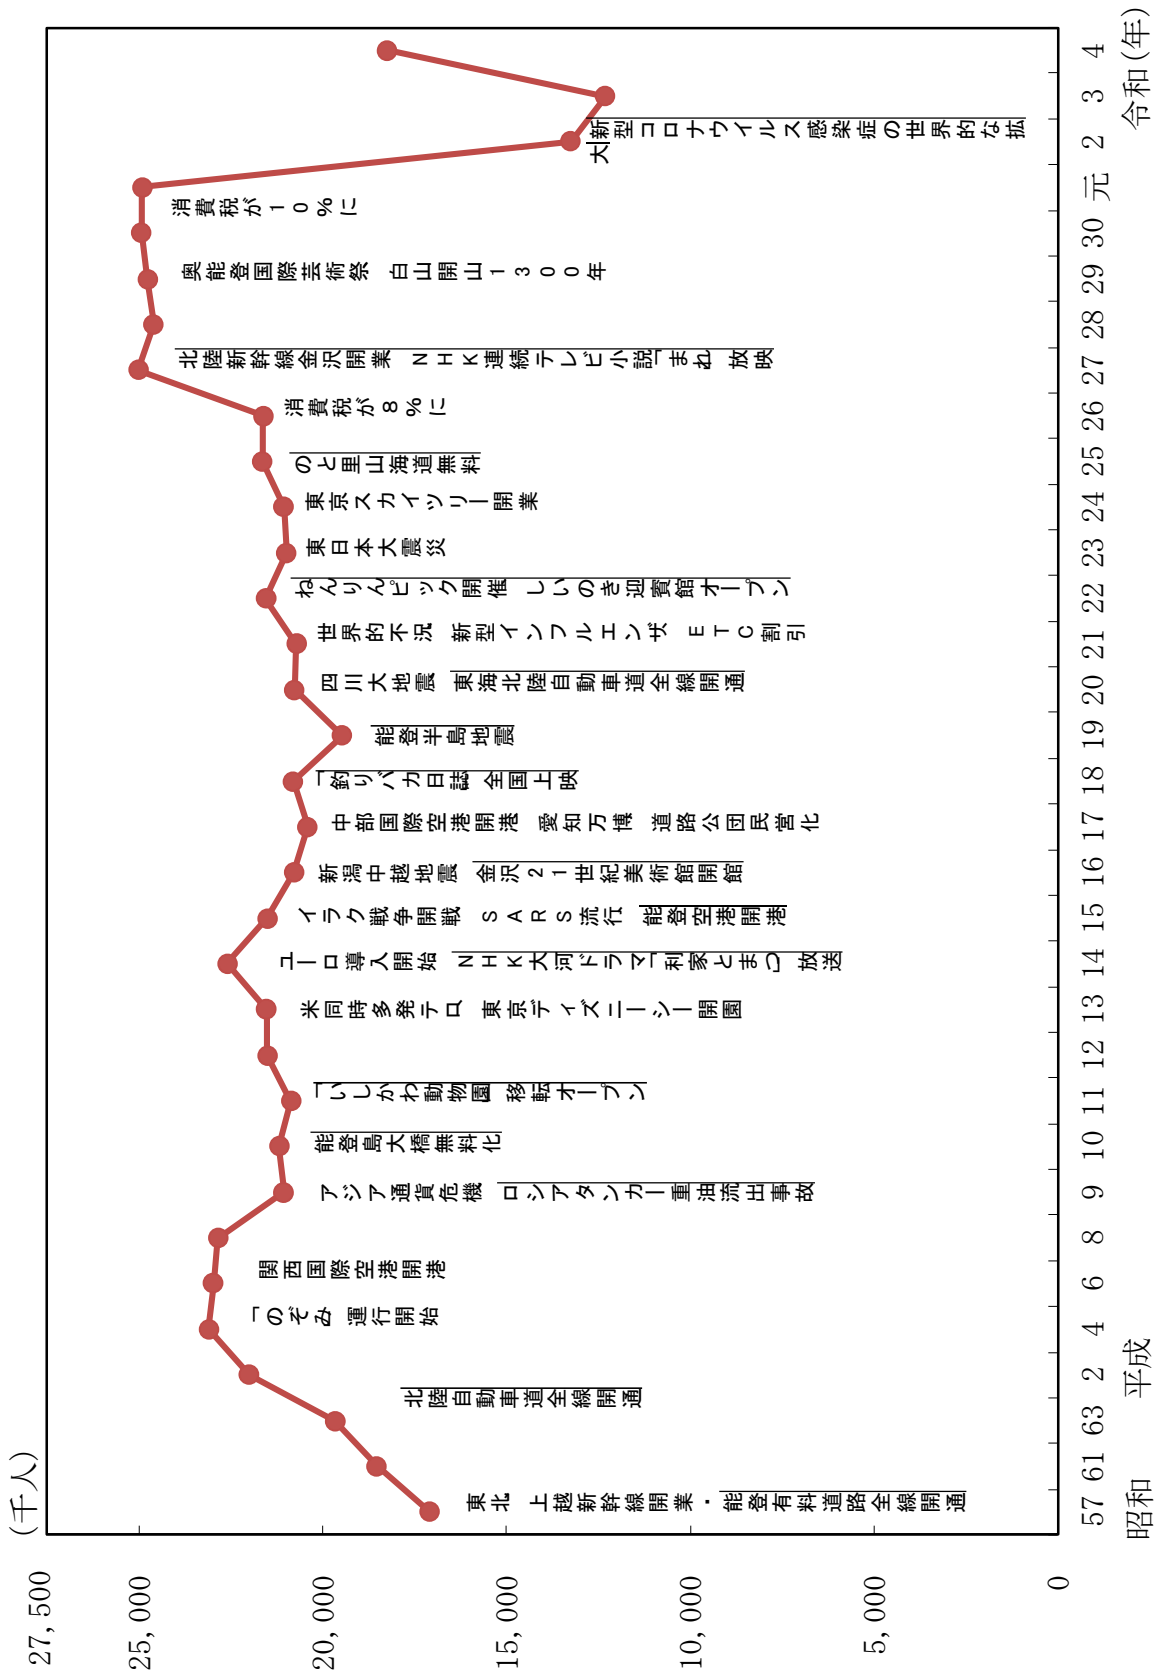 (千人)
27,500
25,000
20,000
15,000
10,000
5,000
0
東北 上越新幹線開業・能登有料道路全線開通
北陸自動車道全線開通
「のぞみ」運行開始
関西国際空港開港
アジア通貨危機 ロシアタンカー重油流出事故
能登島大橋無料化
「いしかわ動物園」移転オープン
米同時多発テロ 東京ディズニーシー開園
ユーロ導入開始 NHK大河ドラマ「利家とまつ」放送
イラク戦争開戦 SARS流行 能登空港開港
新潟中越地震 金沢21世紀美術館開館
中部国際空港開港 愛知万博 道路公団民営化
「釣りバカ日誌」全国上映
能登半島地震
四川大地震 東海北陸自動車道全線開通
世界的不況 新型インフルエンザ ETC割引
ねんりんピック開催 しいのき迎賓館オープン
東日本大震災
東京スカイツリー開業
のと里山海道無料
消費税が8%に
北陸新幹線金沢開業 NHK連続テレビ小説「まれ」放映
奥能登国際芸術祭 白山開山1300年
消費税が10%に
新型コロナウイルス感染症の世界的な拡
大
57 61 63 2 4 6 8 9 10 11 12 13 14 15 16 17 18 19 20 21 22 23 24 25 26 27 28 29 30 元 2 3 4
昭和 平成 令和(年)